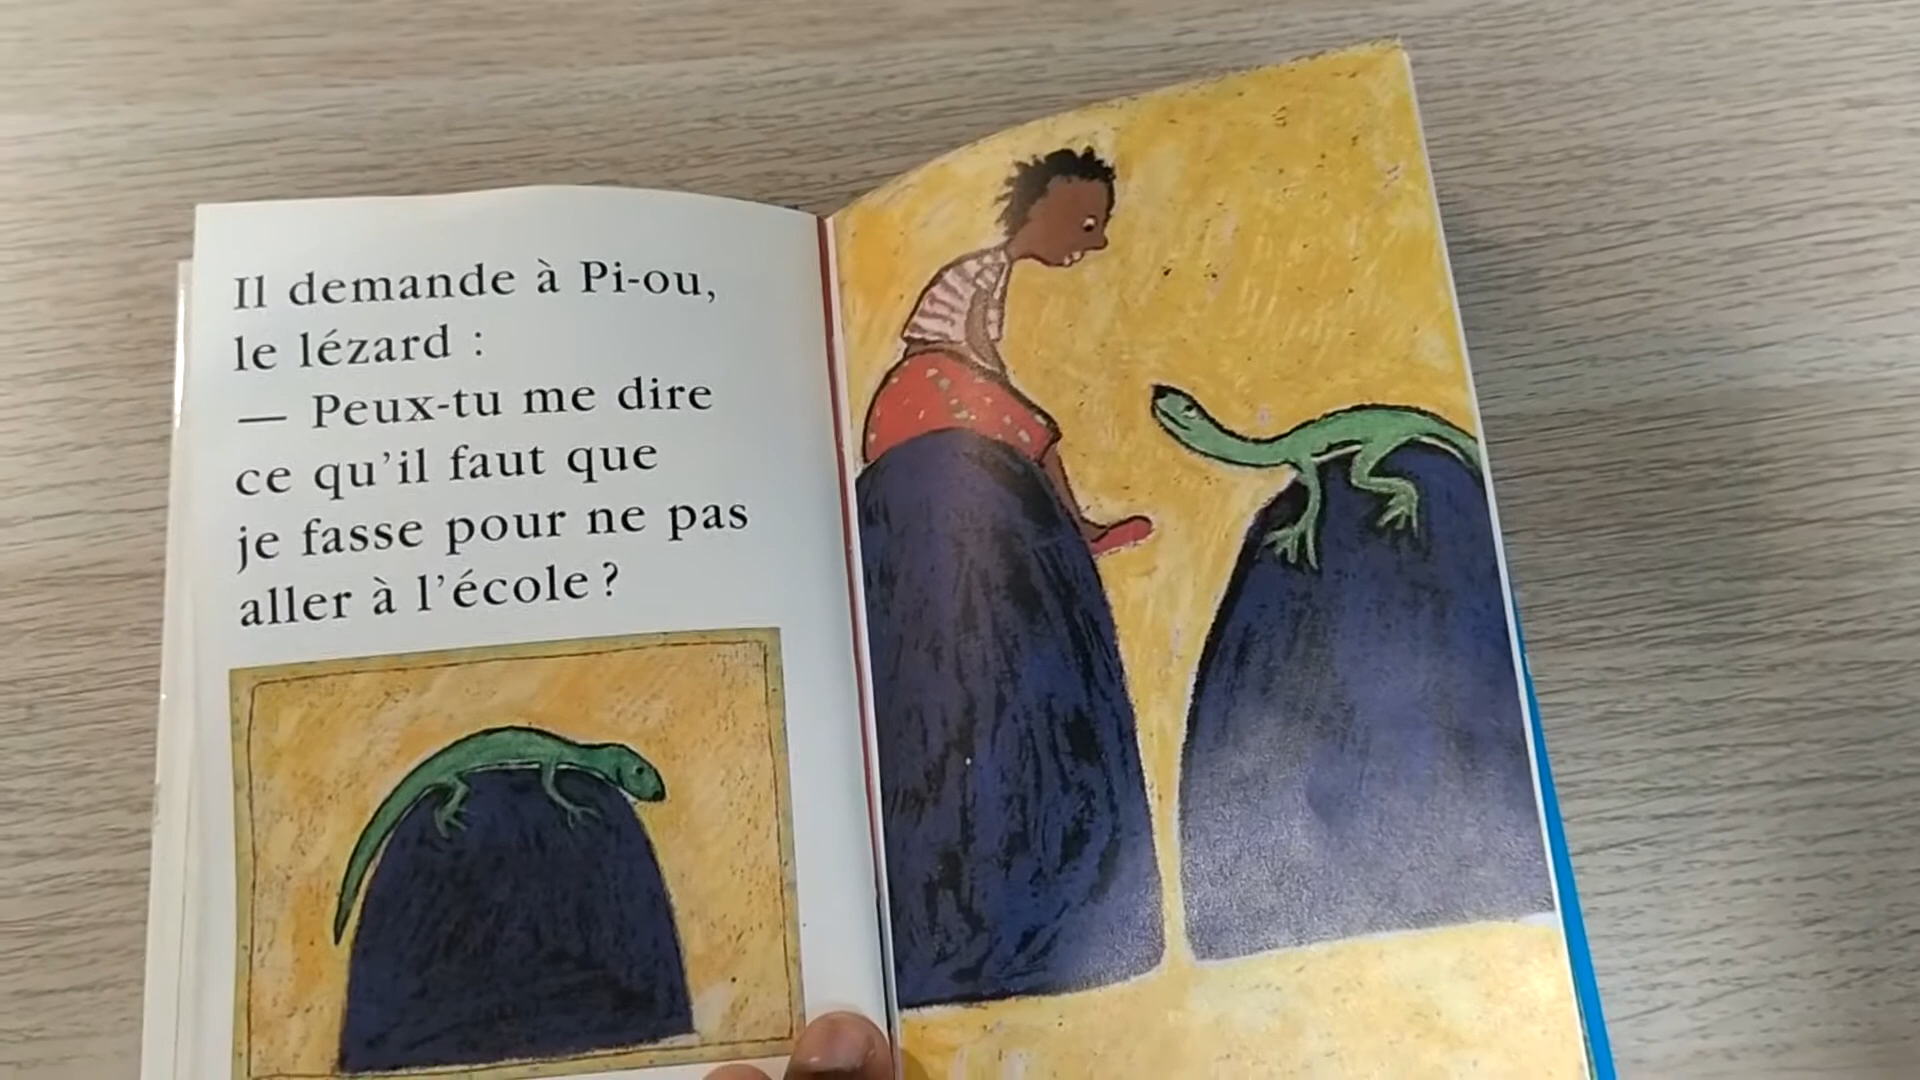 Il demande à Pi-ou,
le lézard :
— Peux-tu me dire
ce qu’il faut que
je fasse pour ne pas
aller à l’école ?